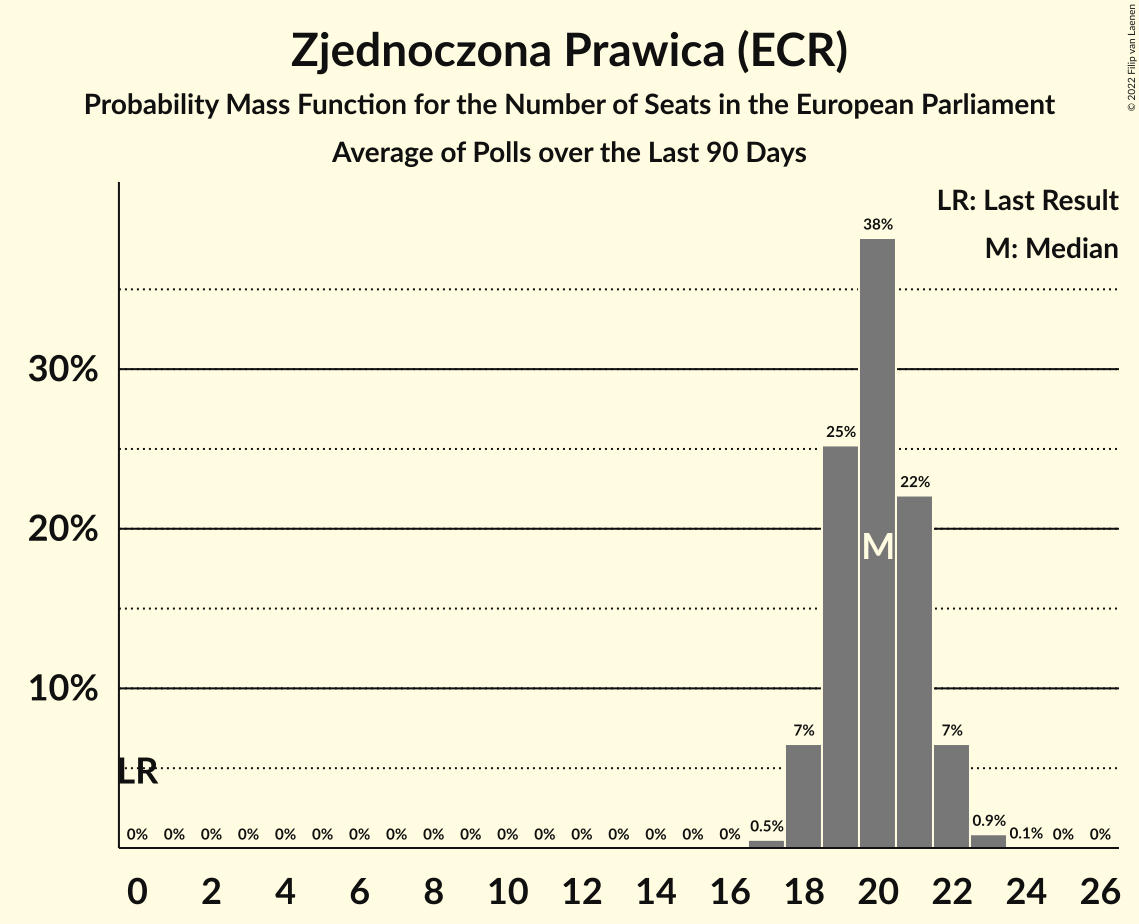 Zjednoczona Prawica (ECR)
Probability Mass Function for the Number of Seats in the European Parliament
Average of Polls over the Last 90 Days
© 2022 Filip van Laenen
LR: Last Result
M: Median
38%
30%
25%
22%
20%
M
10%
7%
7%
LR
0% 0% 0% 0% 0% 0% 0% 0% 0% 0% 0% 0% 0% 0% 0% 0% 0% 0.5% 0.9% 0.1% 0% 0%
0 2 4 6 8 10 12 14 16 18 20 22 24 26